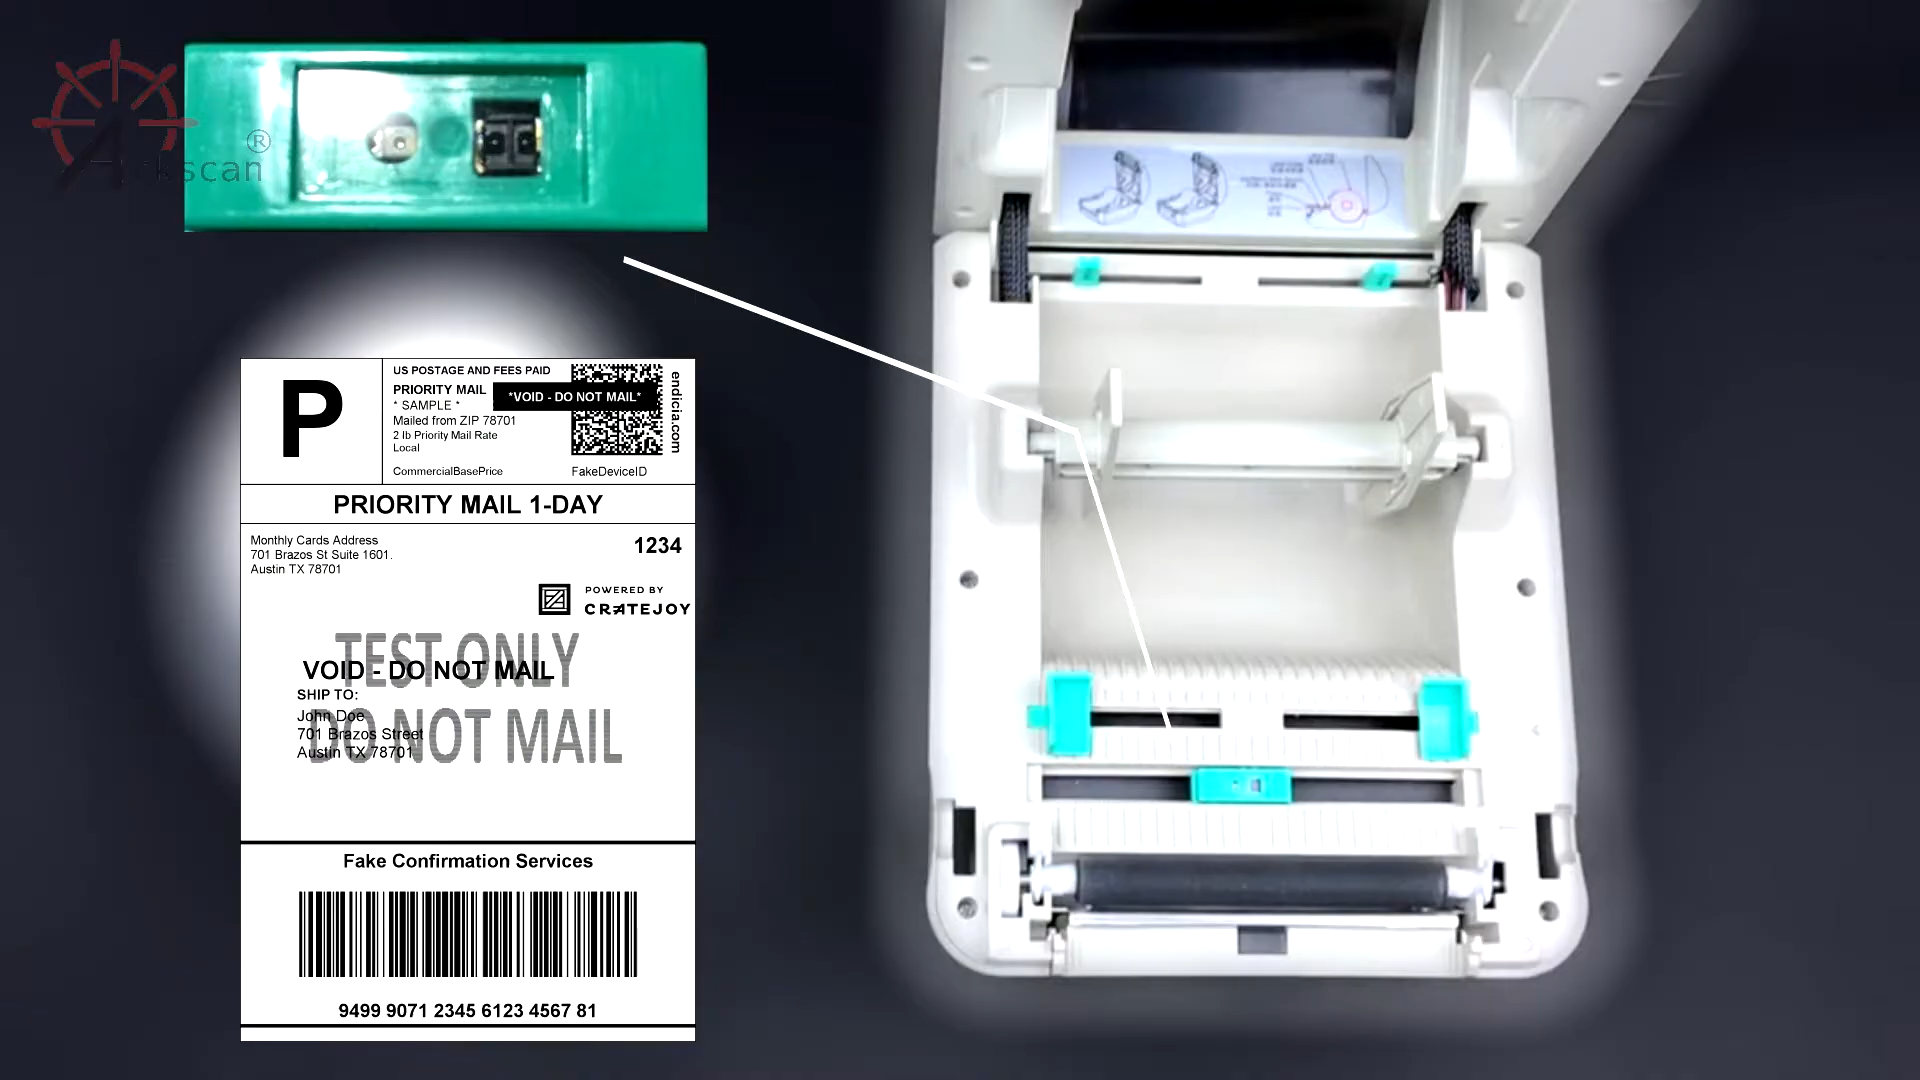 Arkscan®
P
US POSTAGE AND FEES PAID
PRIORITY MAIL
*VOID - DO NOT MAIL*
* SAMPLE *
Mailed from ZIP 78701
2 lb Priority Mail Rate
Local
CommercialBasePrice
FakeDeviceID
endicia.com
PRIORITY MAIL 1-DAY
Monthly Cards Address
701 Brazos St Suite 1601.
Austin TX 78701
1234
POWERED BY
CRATEJOY
TEST ONLY
VOID - DO NOT MAIL
SHIP TO:
John Doe
701 Brazos Street
Austin TX 78701
DO NOT MAIL
Fake Confirmation Services
9499 9071 2345 6123 4567 81